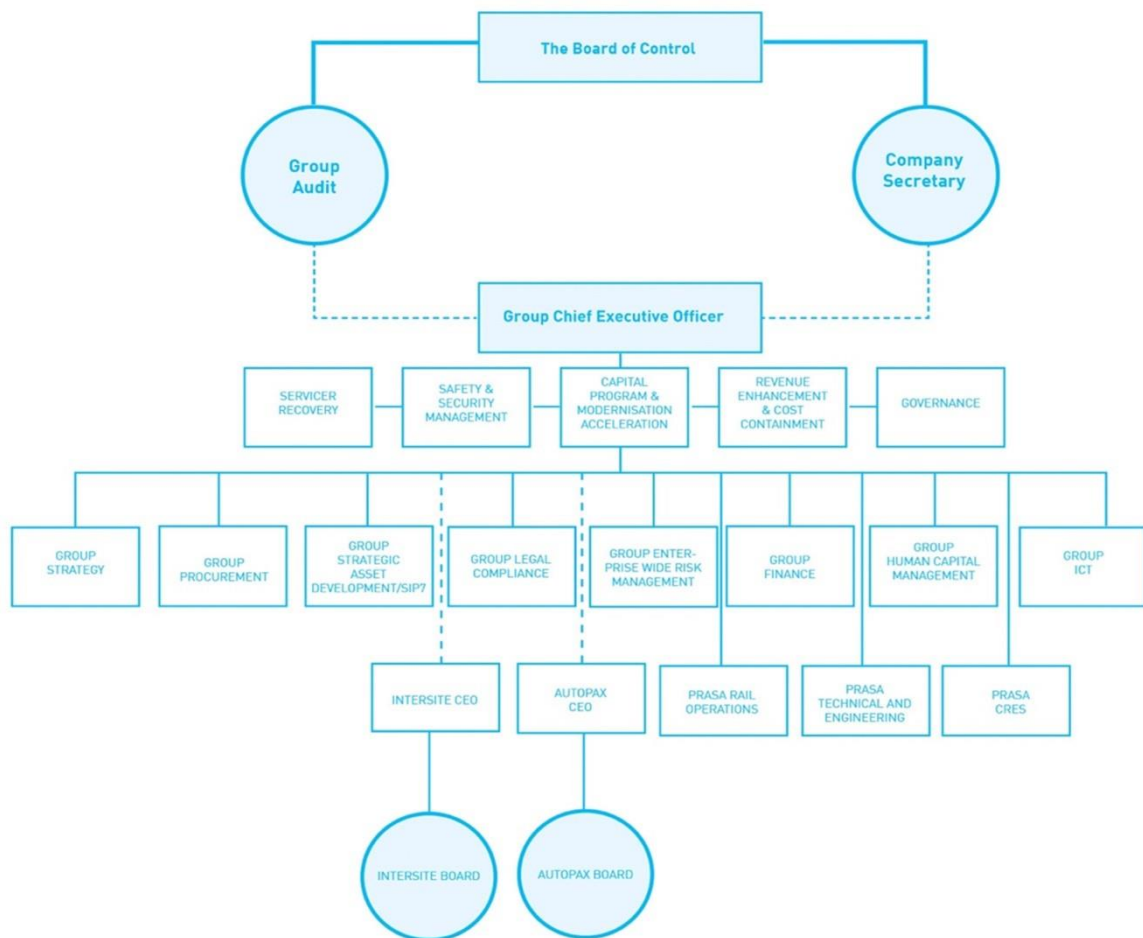 The Board of Control
Group
Audit
Company
Secretary
Group Chief Executive Officer
SERVICER
RECOVERY
SAFETY &
SECURITY
MANAGEMENT
CAPITAL
PROGRAM &
MODERNISATION
ACCELERATION
REVENUE
ENHANCEMENT
& COST
CONTAINMENT
GOVERNANCE
GROUP
STRATEGY
GROUP
PROCUREMENT
GROUP
STRATEGIC
ASSET
DEVELOPMENT/SIP7
GROUP LEGAL
COMPLIANCE
GROUP ENTER-
PRISE WIDE RISK
MANAGEMENT
GROUP
FINANCE
GROUP
HUMAN CAPITAL
MANAGEMENT
GROUP
ICT
INTERSITE CEO
AUTOPAX
CEO
PRASA RAIL
OPERATIONS
PRASA
TECHNICAL AND
ENGINEERING
PRASA
CRES
INTERSITE BOARD
AUTOPAX BOARD